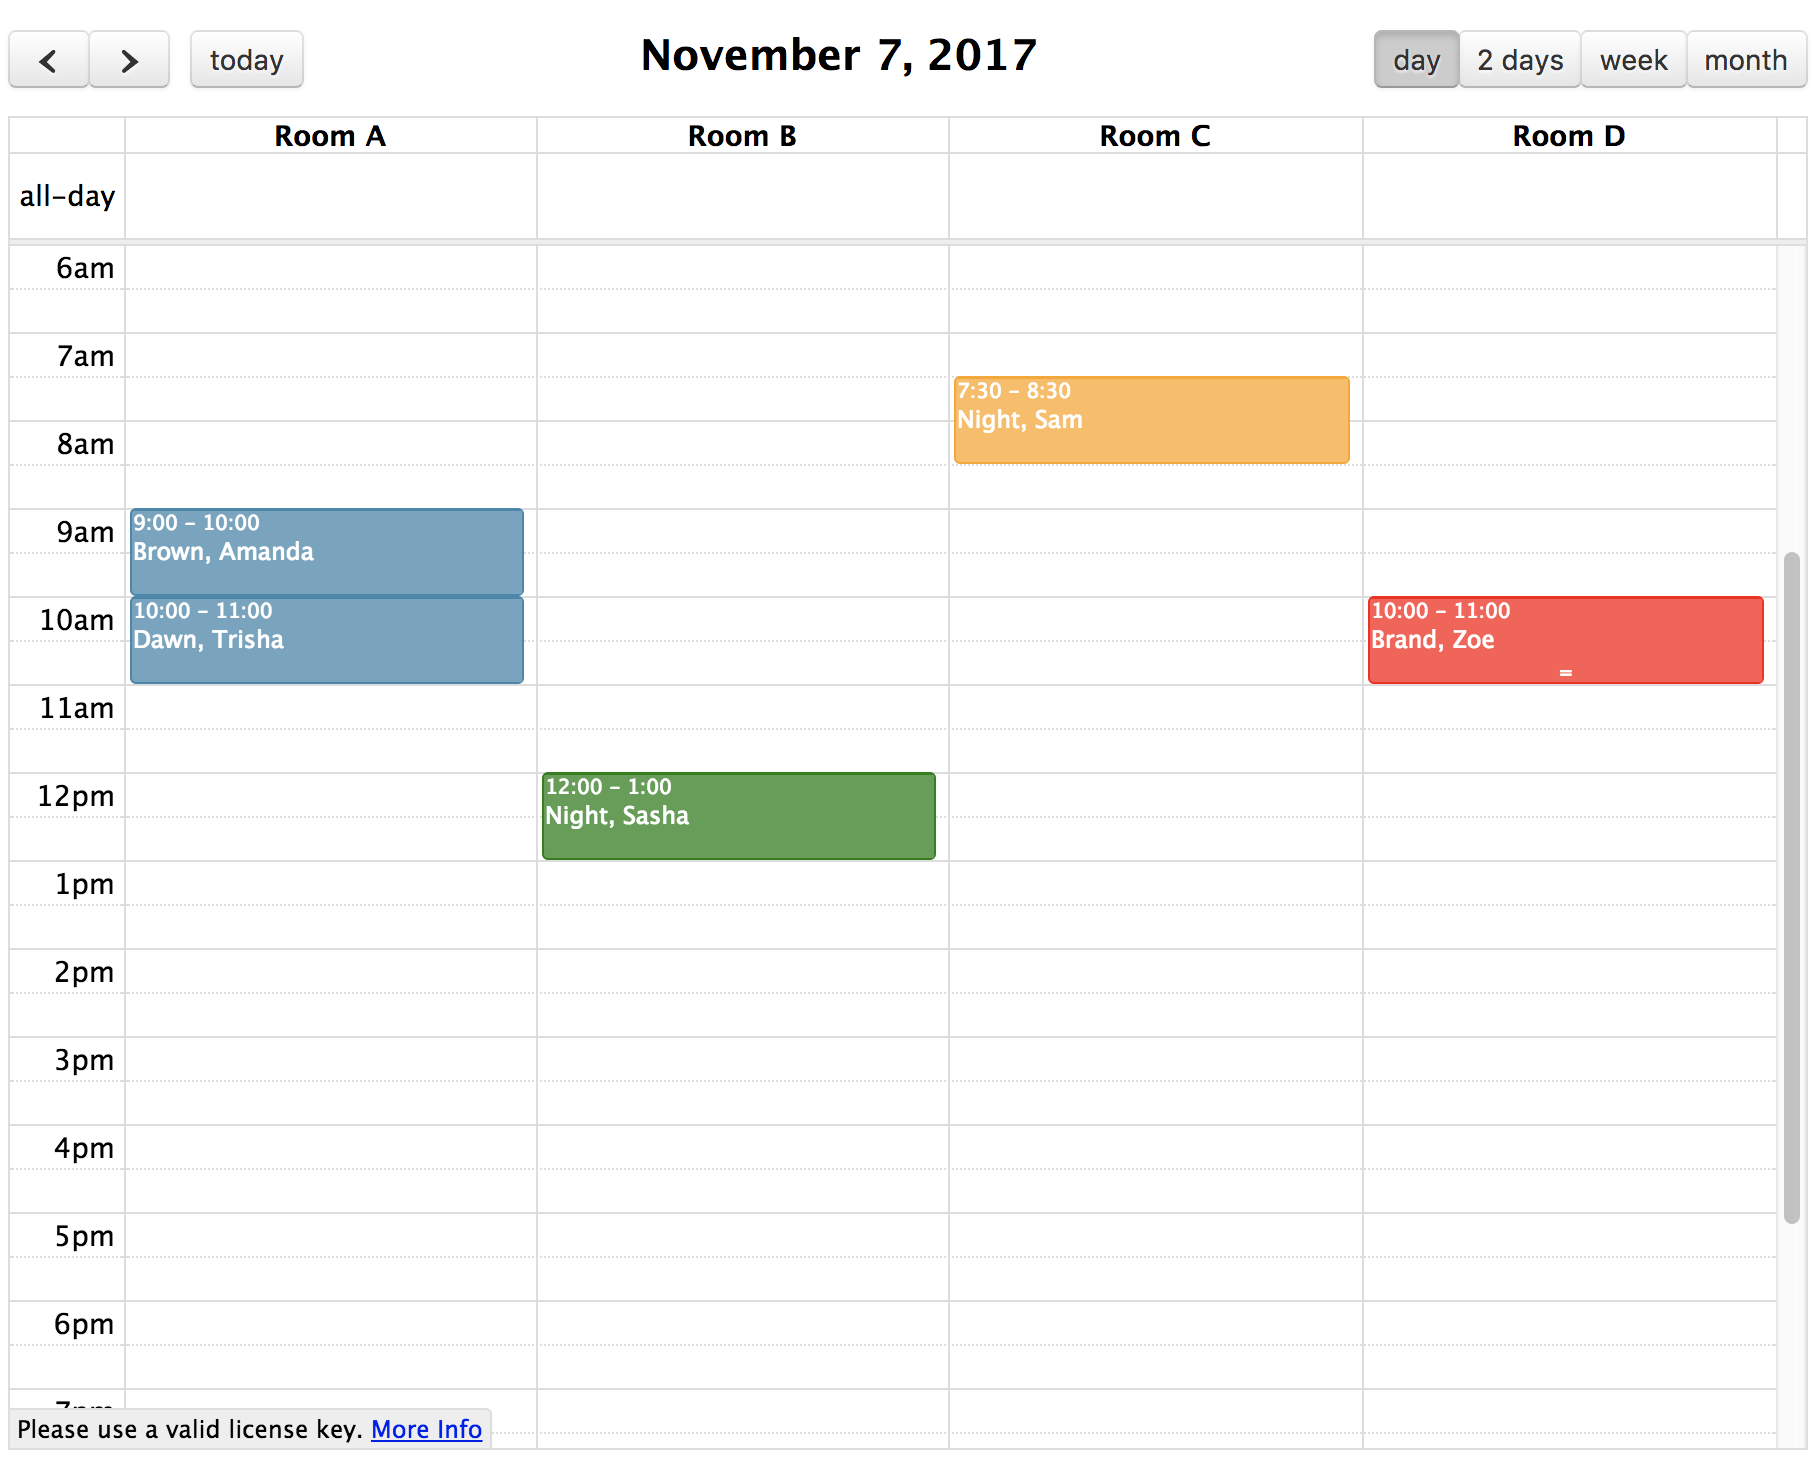 today
November 7, 2017
day 2 days week month
Room A Room B Room C Room D
all-day
6am
7am
7:30 - 8:30
Night, Sam
8am
9am
9:00 - 10:00
Brown, Amanda
10am
10:00 - 11:00
Dawn, Trisha
10:00 - 11:00
Brand, Zoe
=
11am
12pm
12:00 - 1:00
Night, Sasha
1pm
2pm
3pm
4pm
5pm
6pm
Please use a valid license key. More Info